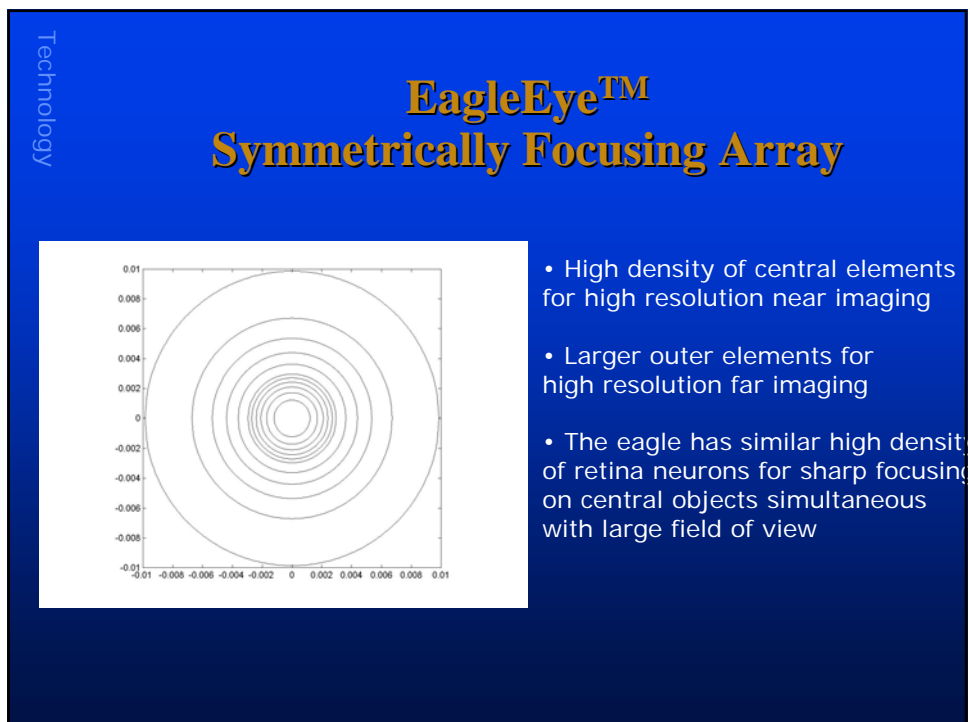 Technology
EagleEye™
Symmetrically Focusing Array
0.01
0.008
0.006
0.004
0.002
0
-0.002
-0.004
-0.006
-0.008
-0.01
-0.01 -0.008 -0.006 -0.004 -0.002 0 0.002 0.004 0.006 0.008 0.01
• High density of central elements
for high resolution near imaging
• Larger outer elements for
high resolution far imaging
• The eagle has similar high density
of retina neurons for sharp focusing
on central objects simultaneous
with large field of view